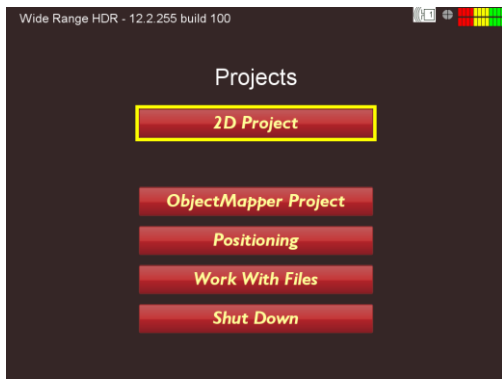 Wide Range HDR - 12.2.255 build 100
1
Projects
2D Project
ObjectMapper Project
Positioning
Work With Files
Shut Down